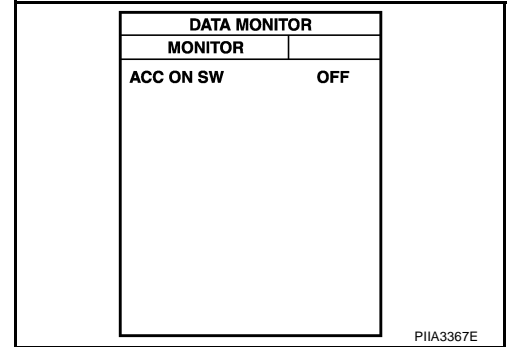 DATA MONITOR
MONITOR
ACC ON SW OFF
PIIA3367E